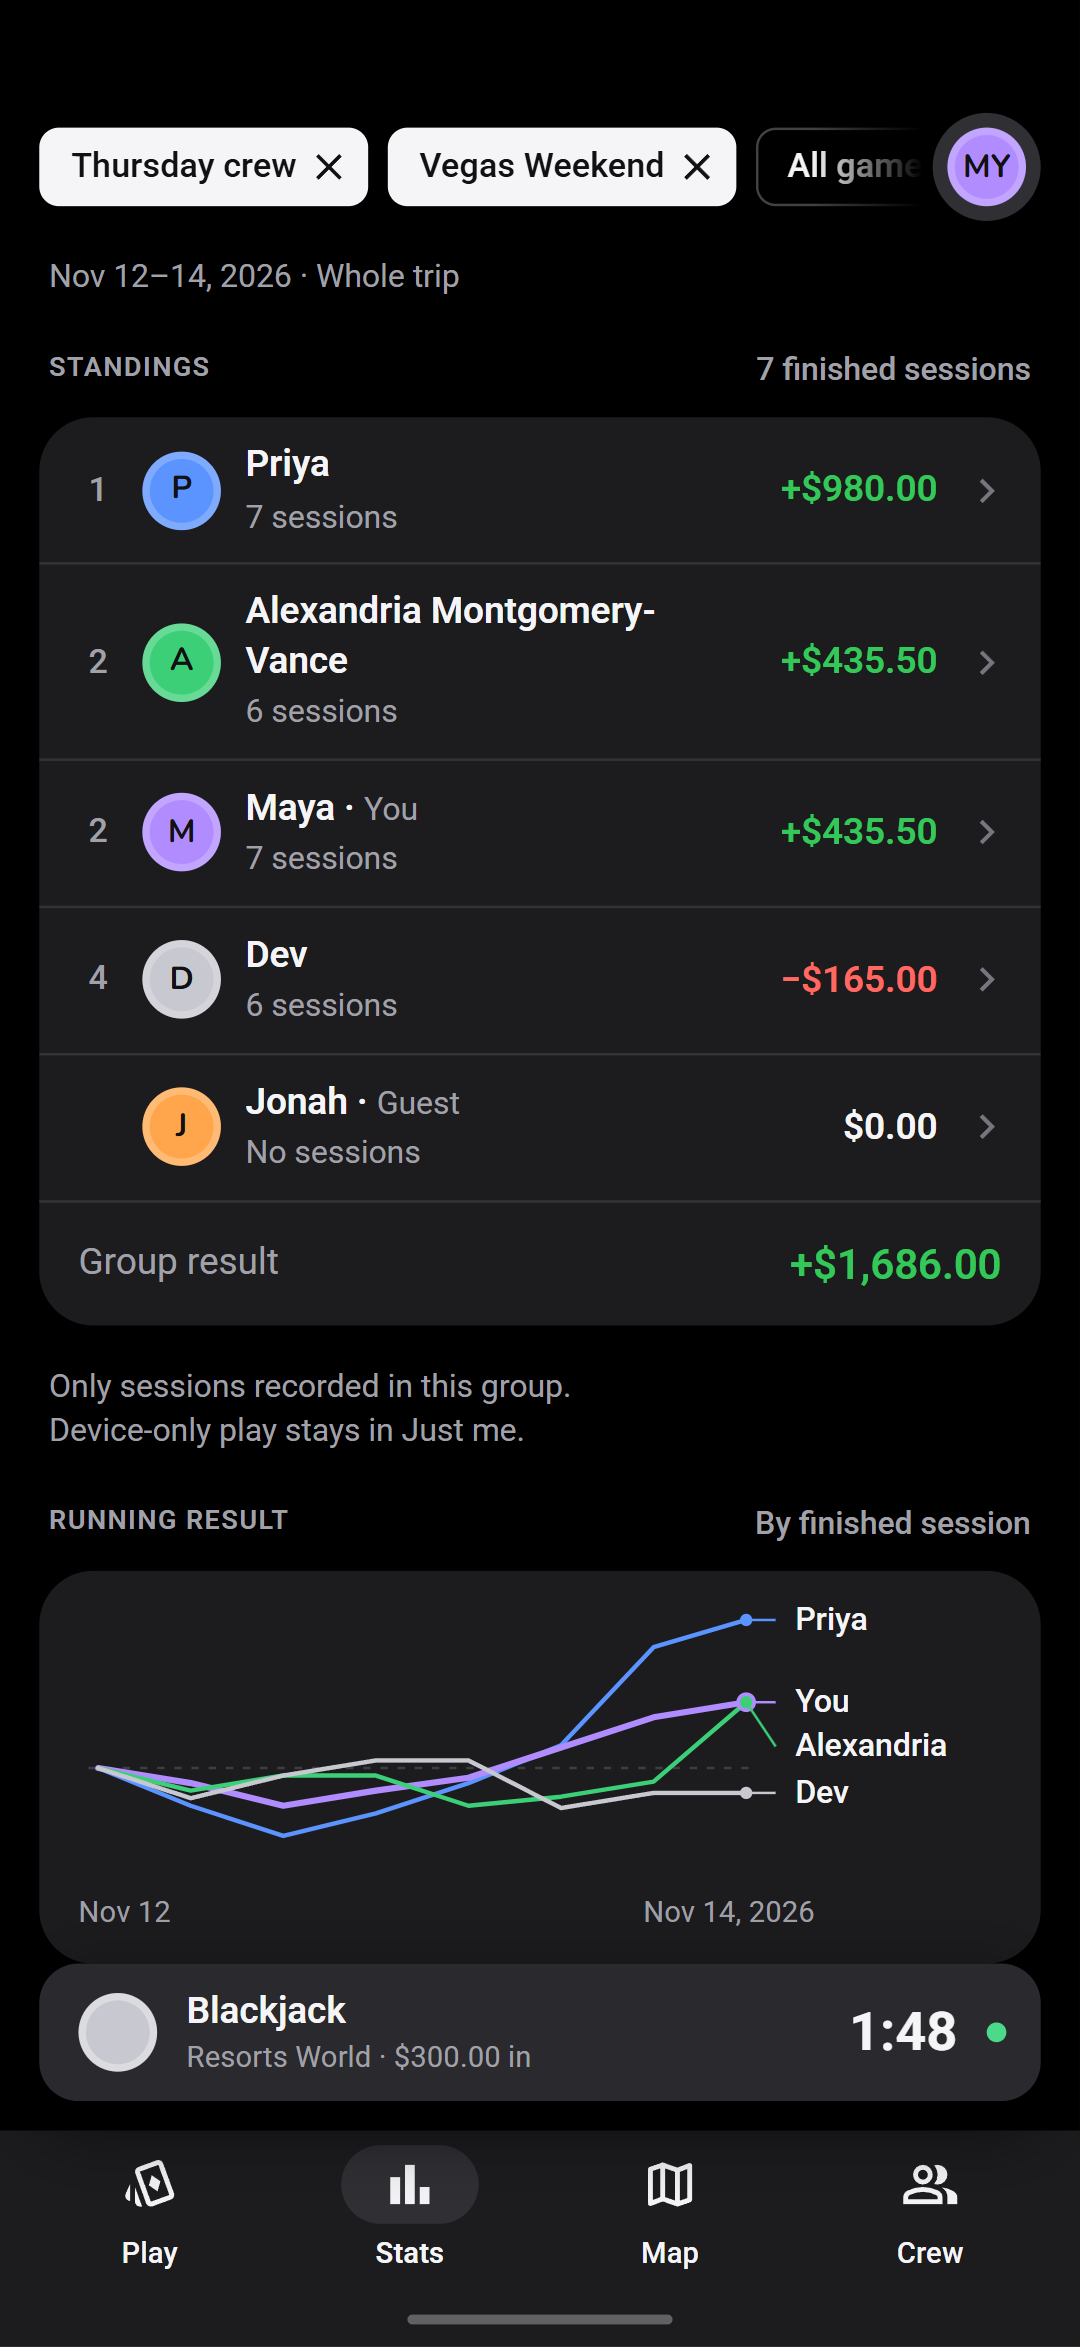 Thursday crew
Vegas Weekend
All game
MY
Nov 12–14, 2026 · Whole trip
STANDINGS
7 finished sessions
1
P
Priya
7 sessions
+$980.00
2
A
Alexandria Montgomery-
Vance
6 sessions
+$435.50
2
M
Maya · You
7 sessions
+$435.50
4
D
Dev
6 sessions
−$165.00
J
Jonah · Guest
No sessions
$0.00
Group result
+$1,686.00
Only sessions recorded in this group.
Device-only play stays in Just me.
RUNNING RESULT
By finished session
Priya
You
Alexandria
Dev
Nov 12
Nov 14, 2026
Blackjack
Resorts World · $300.00 in
1:48
Play
Stats
Map
Crew